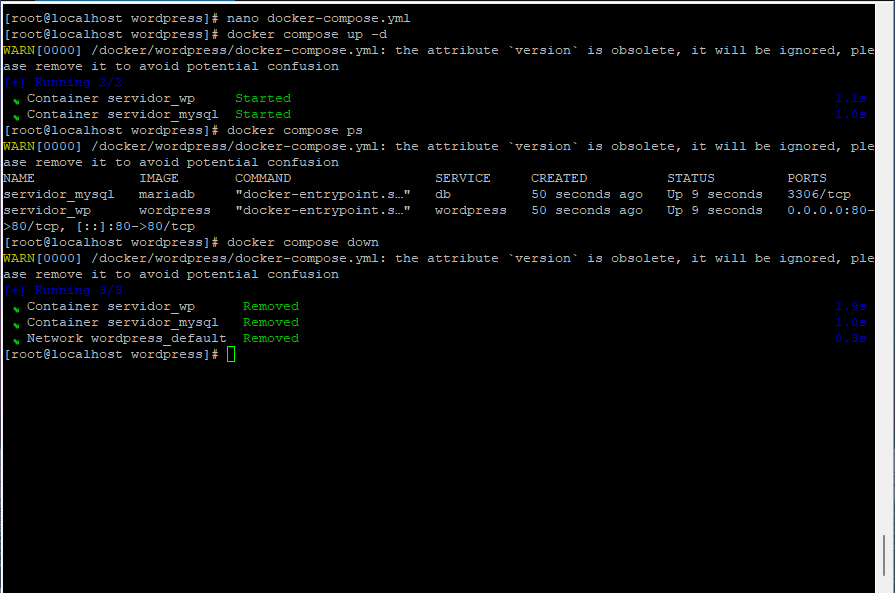 [root@localhost wordpress]# nano docker-compose.yml
[root@localhost wordpress]# docker compose up -d
WARN[0000] /docker/wordpress/docker-compose.yml: the attribute `version` is obsolete, it will be ignored, ple
ase remove it to avoid potential confusion
[+] Running 2/2
Container servidor_wp     Started     1.1s
Container servidor_mysql  Started     1.0s
[root@localhost wordpress]# docker compose ps
WARN[0000] /docker/wordpress/docker-compose.yml: the attribute `version` is obsolete, it will be ignored, ple
ase remove it to avoid potential confusion
NAME             IMAGE       COMMAND                  SERVICE     CREATED          STATUS         PORTS
servidor_mysql   mariadb     "docker-entrypoint.s…"   db          50 seconds ago   Up 9 seconds   3306/tcp
servidor_wp      wordpress   "docker-entrypoint.s…"   wordpress   50 seconds ago   Up 9 seconds   0.0.0.0:80-
>80/tcp, [::]:80->80/tcp
[root@localhost wordpress]# docker compose down
WARN[0000] /docker/wordpress/docker-compose.yml: the attribute `version` is obsolete, it will be ignored, ple
ase remove it to avoid potential confusion
[+] Running 3/3
Container servidor_wp      Removed     1.9s
Container servidor_mysql   Removed     1.0s
Network wordpress_default  Removed     0.3s
[root@localhost wordpress]#